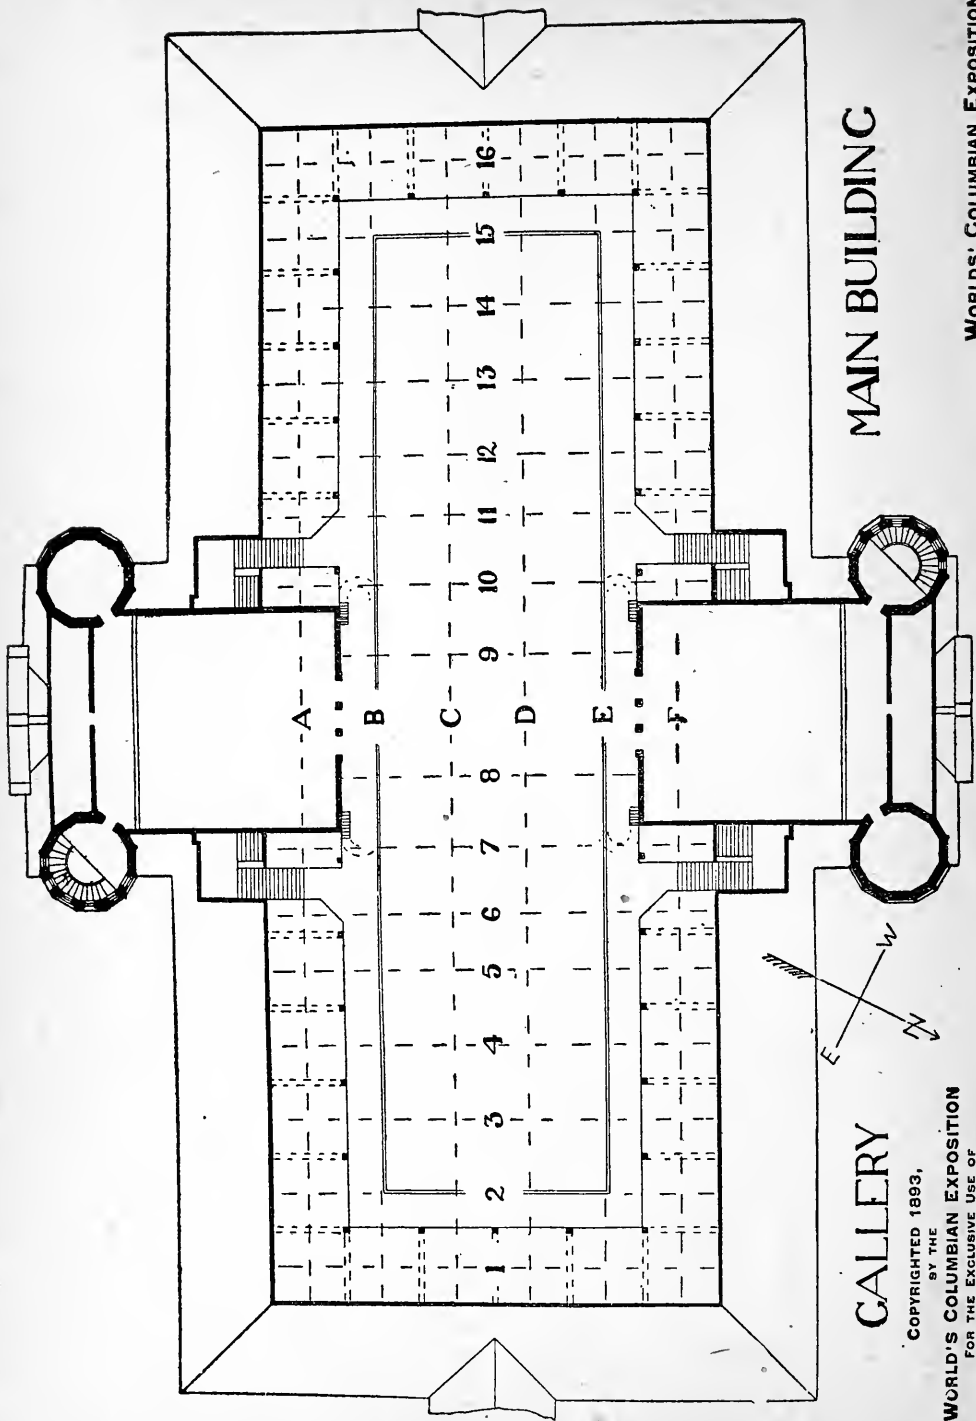 GALLERY
MAIN BUILDING
A
B
C
D
E
F
1
2
3
4
5
6
7
8
9
10
11
12
13
14
15
16
E
W
N
COPYRIGHTED 1893,
BY THE
WORLD'S COLUMBIAN EXPOSITION
FOR THE EXCLUSIVE USE OF
WORLDS' COLUMBIAN EXPOSITION